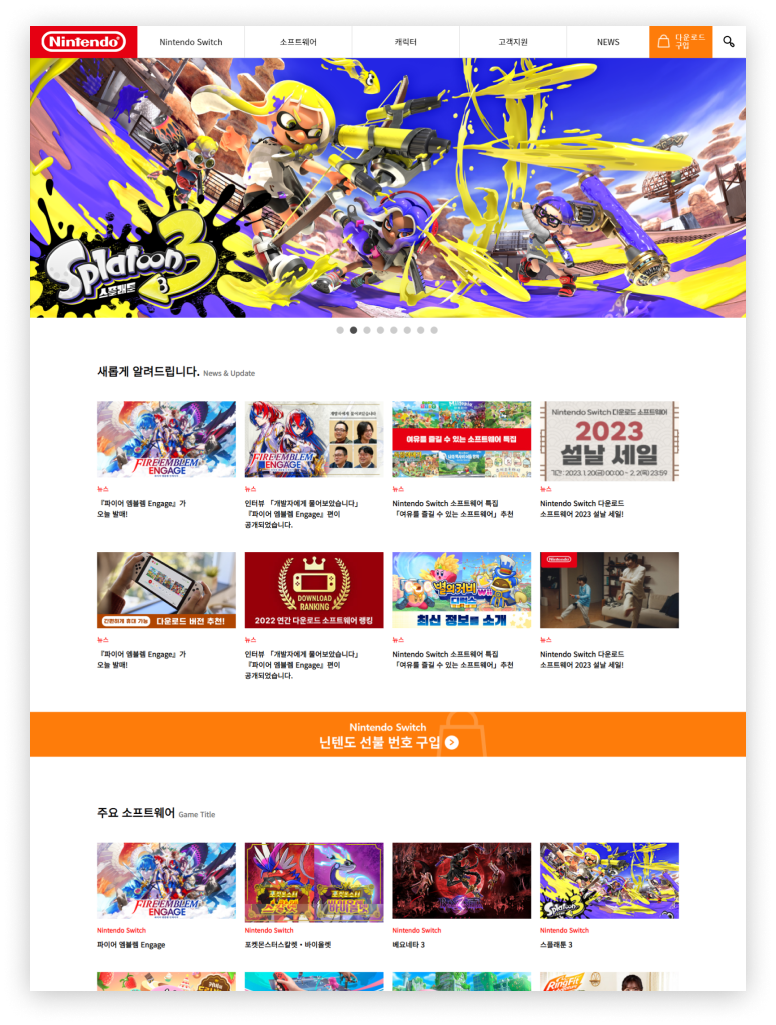 Nintendo
Nintendo Switch
소프트웨어
캐릭터
고객지원
NEWS
다운로드
구입
Splatoon 3
스플래툰 3
새롭게 알려드립니다. News & Update
FIRE EMBLEM
ENGAGE
뉴스
『파이어 엠블렘 Engage』가
오늘 발매!
개발자에게 물어보았습니다
FIRE EMBLEM
ENGAGE
뉴스
인터뷰 「개발자에게 물어보았습니다」
『파이어 엠블렘 Engage』편이
공개되었습니다.
여유를 즐길 수 있는 소프트웨어 특집
뉴스
Nintendo Switch 소프트웨어 특집
「여유를 즐길 수 있는 소프트웨어」추천
Nintendo Switch 다운로드 소프트웨어
2023
설날 세일
기간: 2023. 1. 20(금) 00:00 ~ 2. 2(목) 23:59
뉴스
Nintendo Switch 다운로드
소프트웨어 2023 설날 세일!
간편하게 휴대 가능 다운로드 버전 추천!
뉴스
『파이어 엠블렘 Engage』가
오늘 발매!
DOWNLOAD
RANKING
2022 연간 다운로드 소프트웨어 랭킹
뉴스
인터뷰 「개발자에게 물어보았습니다」
『파이어 엠블렘 Engage』편이
공개되었습니다.
별의 커비
Wii
디럭스
최신 정보를 소개
뉴스
Nintendo Switch 소프트웨어 특집
「여유를 즐길 수 있는 소프트웨어」추천
Nintendo
뉴스
Nintendo Switch 다운로드
소프트웨어 2023 설날 세일!
Nintendo Switch
닌텐도 선불 번호 구입
주요 소프트웨어 Game Title
FIRE EMBLEM
ENGAGE
Nintendo Switch
파이어 엠블렘 Engage
포켓몬스터
스칼렛
포켓몬스터
바이올렛
Nintendo Switch
포켓몬스터스칼렛・바이올렛
Nintendo Switch
베요네타 3
Splatoon 3
Nintendo Switch
스플래툰 3
RingFit